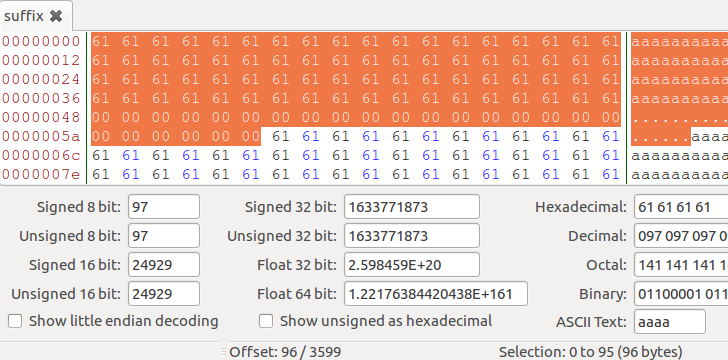 suffix ✖
00000000 61 61 61 61 61 61 61 61 61 61 61 61 61 61 61 61 61 61 aaaaaaaaaa
00000012 61 61 61 61 61 61 61 61 61 61 61 61 61 61 61 61 61 61 aaaaaaaaaa
00000024 61 61 61 61 61 61 61 61 61 61 61 61 61 61 61 61 61 61 aaaaaaaaaa
00000036 61 61 61 61 61 61 61 61 61 61 61 61 61 61 61 61 61 61 aaaaaaaaaa
00000048 00 00 00 00 00 00 00 00 00 00 00 00 00 00 00 00 00 00 ..........
0000005a 00 00 00 00 00 00 61 61 61 61 61 61 61 61 61 61 61 61 ......aaaa
0000006c 61 61 61 61 61 61 61 61 61 61 61 61 61 61 61 61 61 61 aaaaaaaaaa
0000007e 61 61 61 61 61 61 61 61 61 61 61 61 61 61 61 61 61 61 aaaaaaaaaa
Signed 8 bit: 97 Signed 32 bit: 1633771873 Hexadecimal: 61 61 61 61
Unsigned 8 bit: 97 Unsigned 32 bit: 1633771873 Decimal: 097 097 097 0
Signed 16 bit: 24929 Float 32 bit: 2.598459E+20 Octal: 141 141 141 1
Unsigned 16 bit: 24929 Float 64 bit: 1.22176384420438E+161 Binary: 01100001 011
Show little endian decoding Show unsigned as hexadecimal ASCII Text: aaaa
Offset: 96 / 3599 Selection: 0 to 95 (96 bytes)